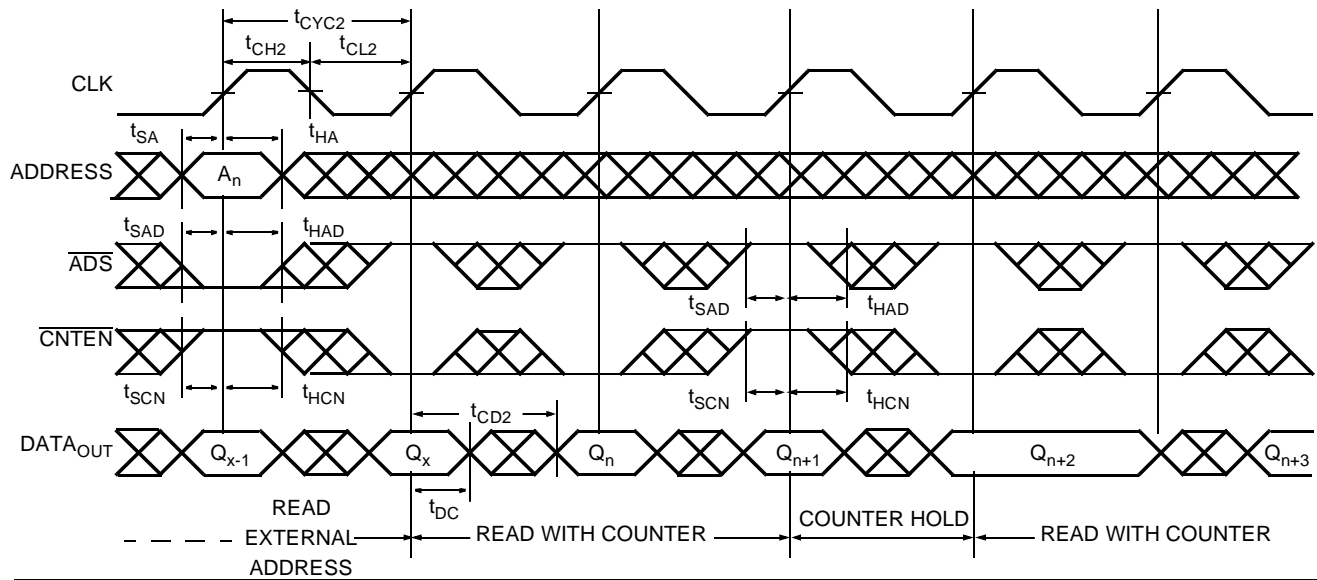 tCYC2
tCH2 tCL2
CLK
tSA tHA
ADDRESS An
tSAD tHAD
ADS
tSAD tHAD
CNTEN
tSCN tHCN tSCN tHCN
tCD2
DATAOUT Qx-1 Qx Qn Qn+1 Qn+2 Qn+3
tDC
READ EXTERNAL ADDRESS
READ WITH COUNTER
COUNTER HOLD
READ WITH COUNTER